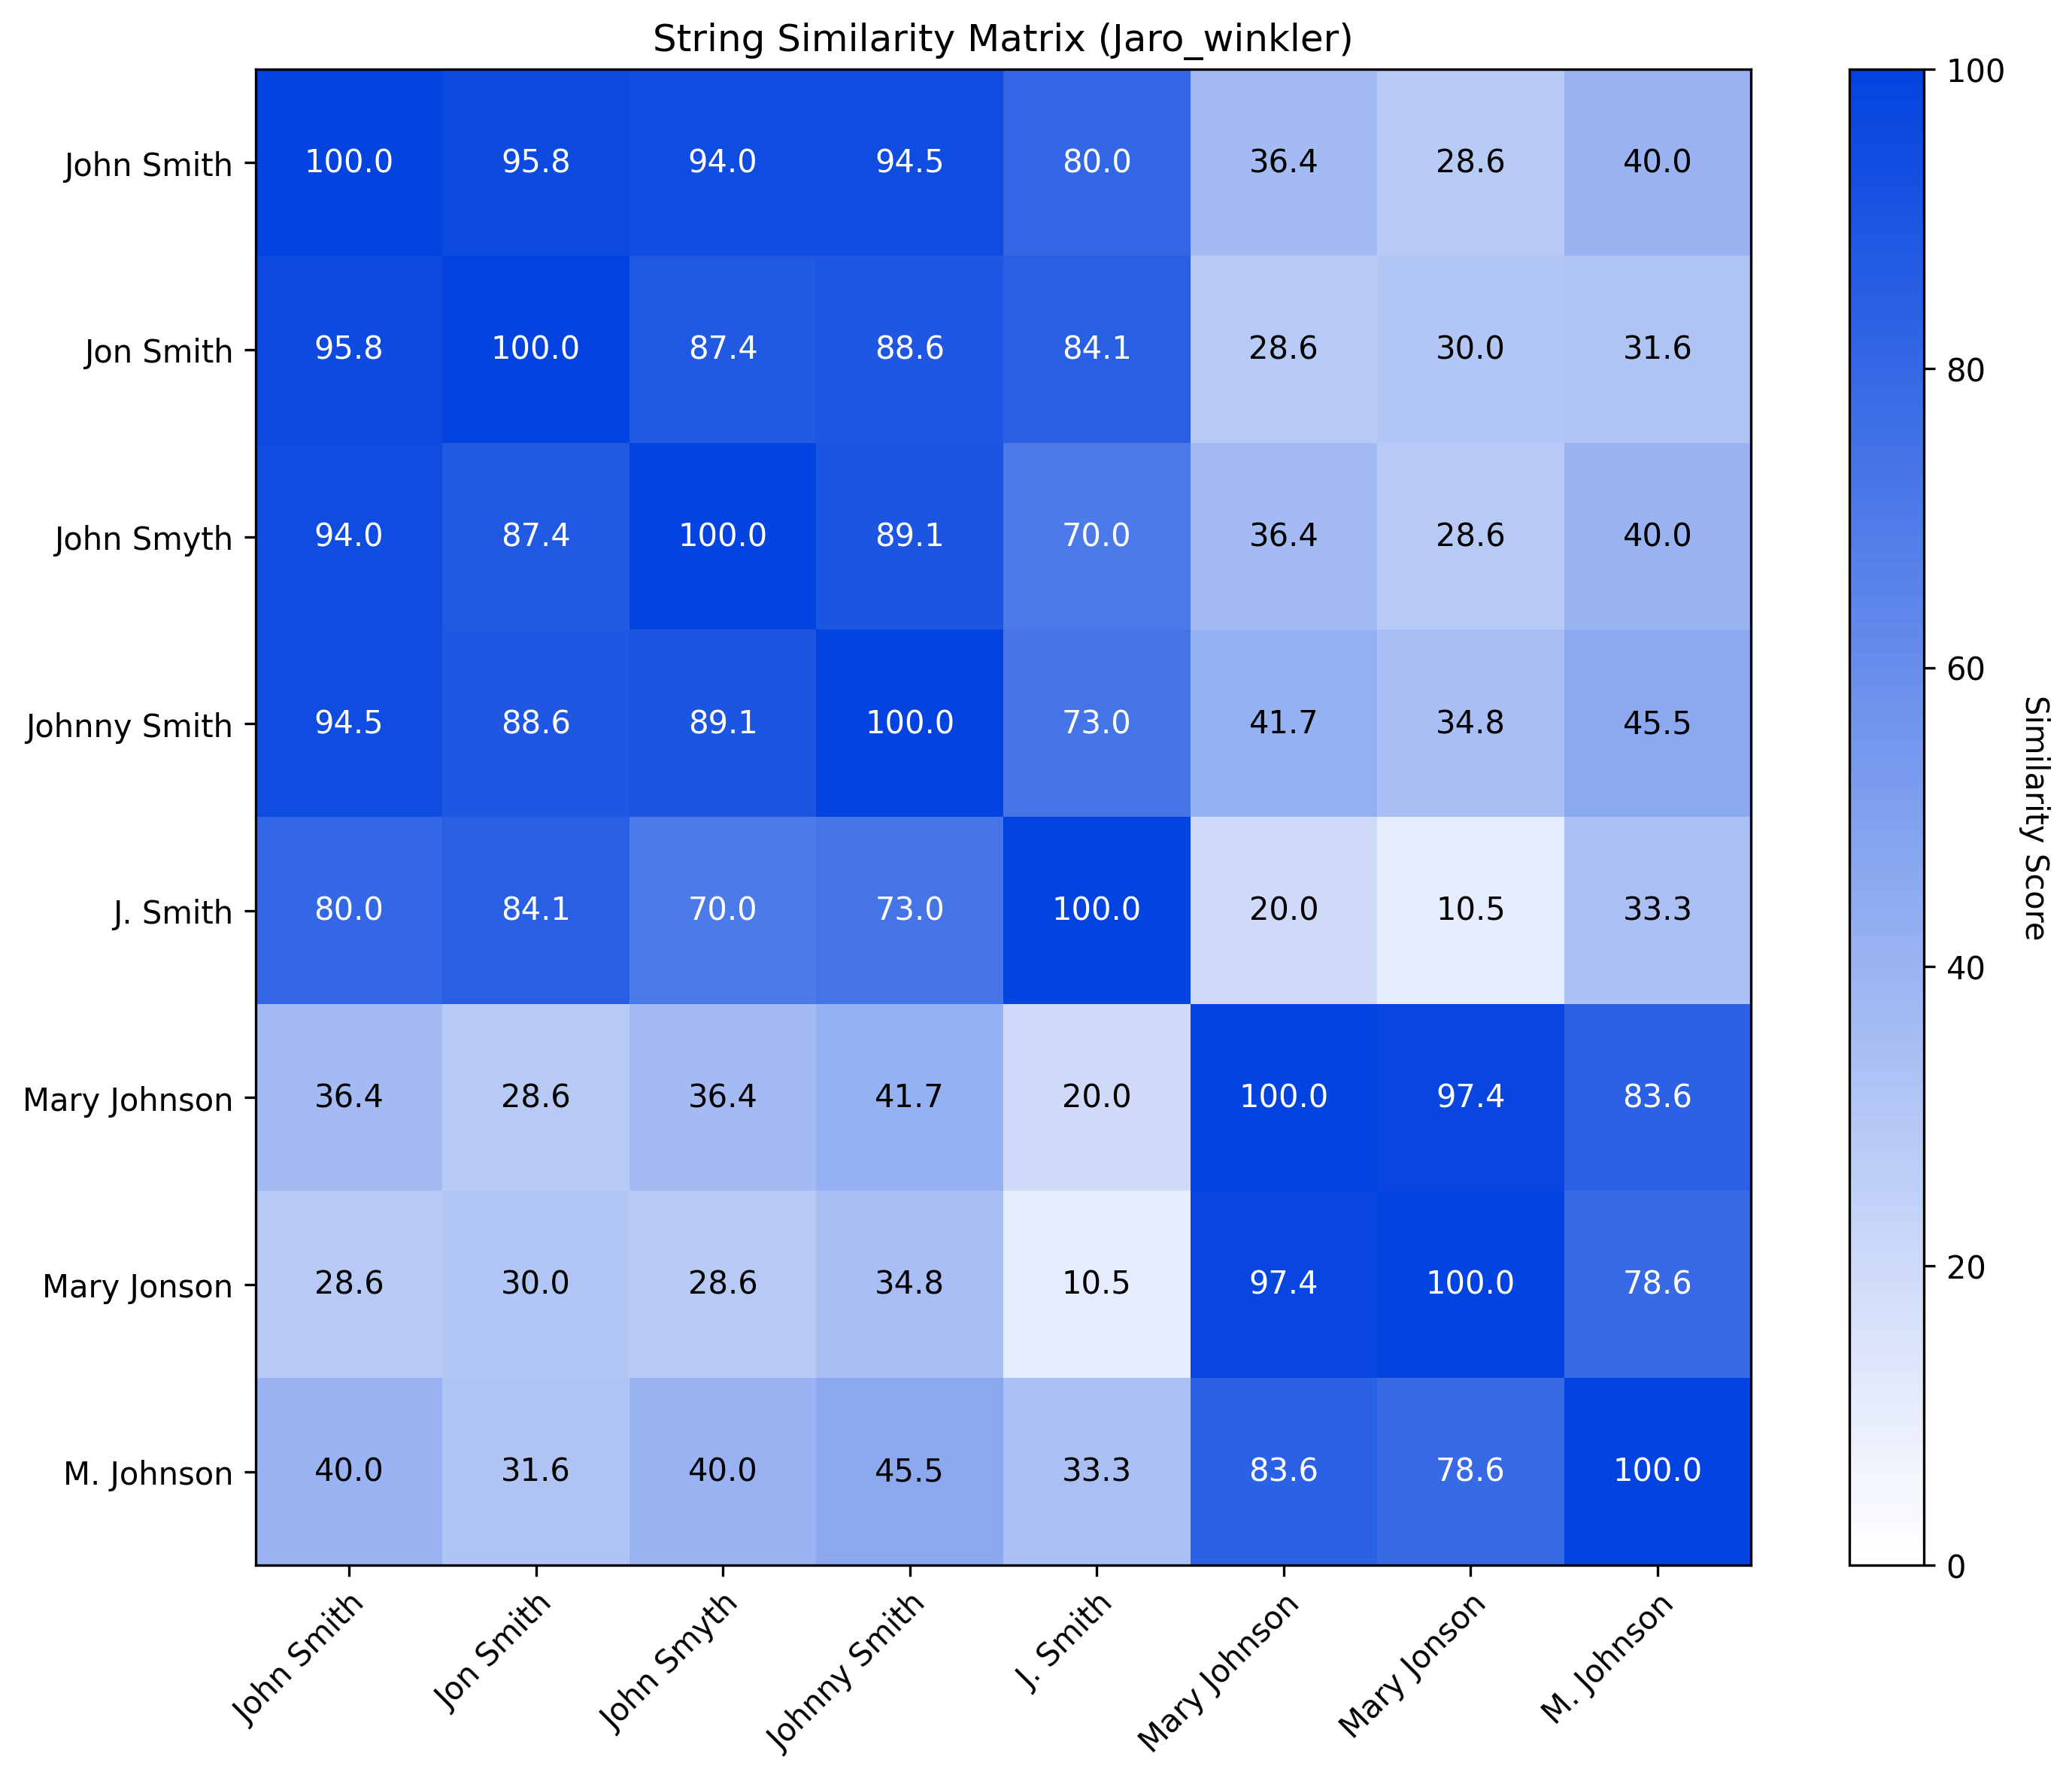 String Similarity Matrix (Jaro_winkler)
John Smith 100.0 95.8 94.0 94.5 80.0 36.4 28.6 40.0
Jon Smith 95.8 100.0 87.4 88.6 84.1 28.6 30.0 31.6
John Smyth 94.0 87.4 100.0 89.1 70.0 36.4 28.6 40.0
Johnny Smith 94.5 88.6 89.1 100.0 73.0 41.7 34.8 45.5
J. Smith 80.0 84.1 70.0 73.0 100.0 20.0 10.5 33.3
Mary Johnson 36.4 28.6 36.4 41.7 20.0 100.0 97.4 83.6
Mary Jonson 28.6 30.0 28.6 34.8 10.5 97.4 100.0 78.6
M. Johnson 40.0 31.6 40.0 45.5 33.3 83.6 78.6 100.0
John Smith Jon Smith John Smyth Johnny Smith J. Smith Mary Johnson Mary Jonson M. Johnson
100
80
60
40
20
0
Similarity Score